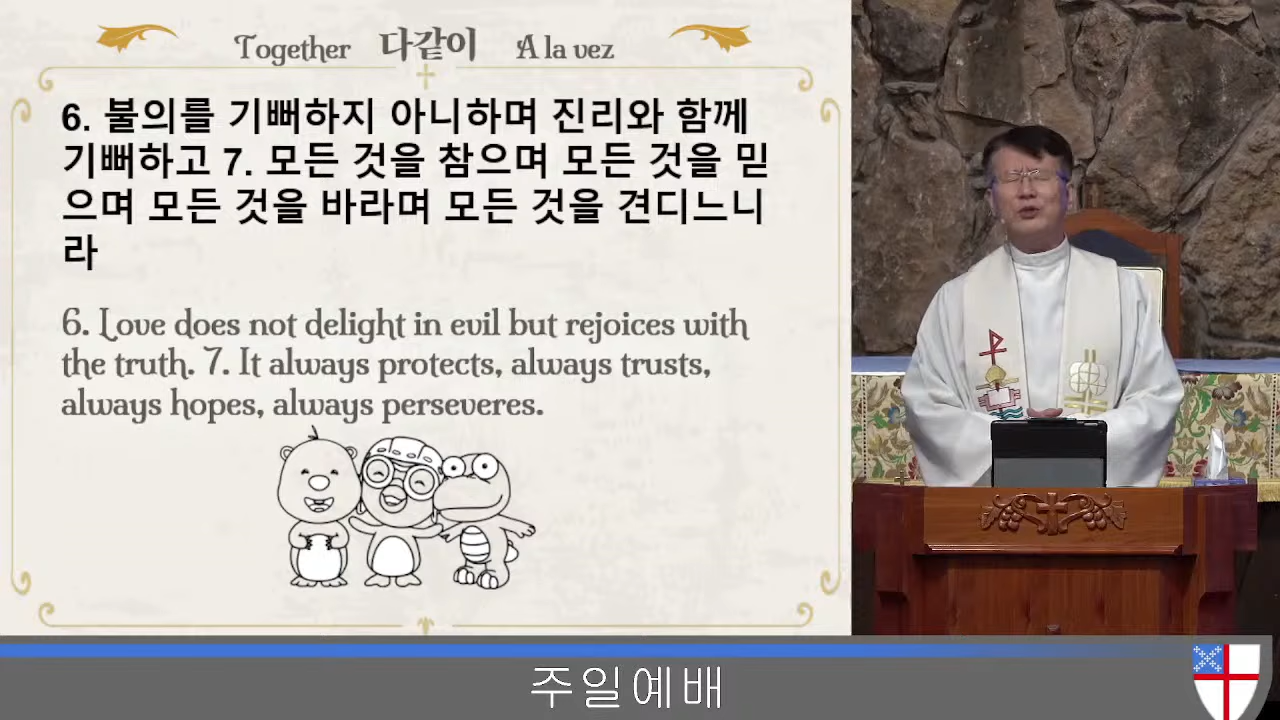 Together 다같이 A la vez
6. 불의를 기뻐하지 아니하며 진리와 함께
기뻐하고 7. 모든 것을 참으며 모든 것을 믿
으며 모든 것을 바라며 모든 것을 견디느니
라
6. Love does not delight in evil but rejoices with
the truth. 7. It always protects, always trusts,
always hopes, always perseveres.
주일예배